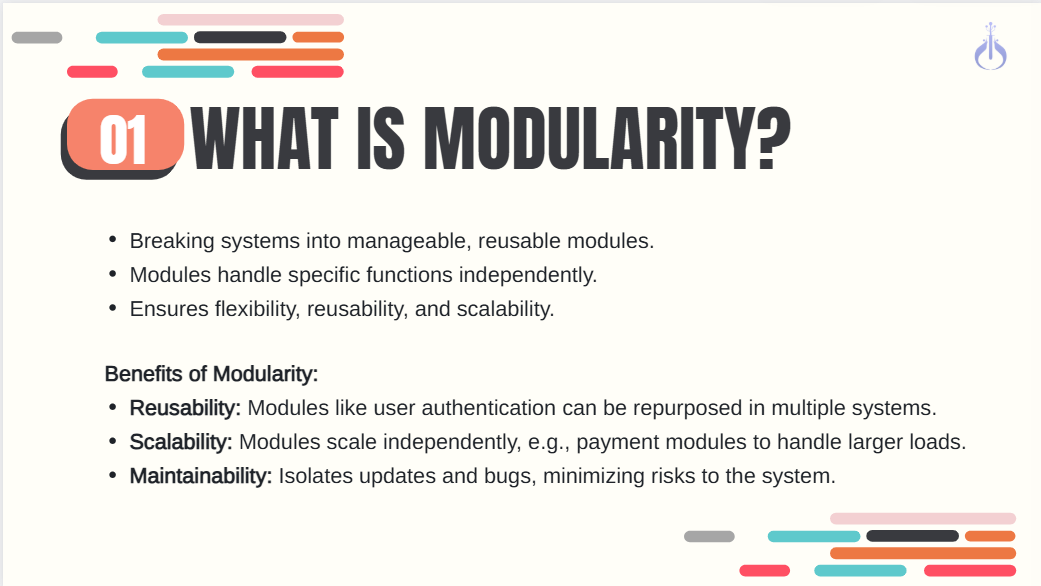 01 WHAT IS MODULARITY?
• Breaking systems into manageable, reusable modules.
• Modules handle specific functions independently.
• Ensures flexibility, reusability, and scalability.
Benefits of Modularity:
• Reusability: Modules like user authentication can be repurposed in multiple systems.
• Scalability: Modules scale independently, e.g., payment modules to handle larger loads.
• Maintainability: Isolates updates and bugs, minimizing risks to the system.